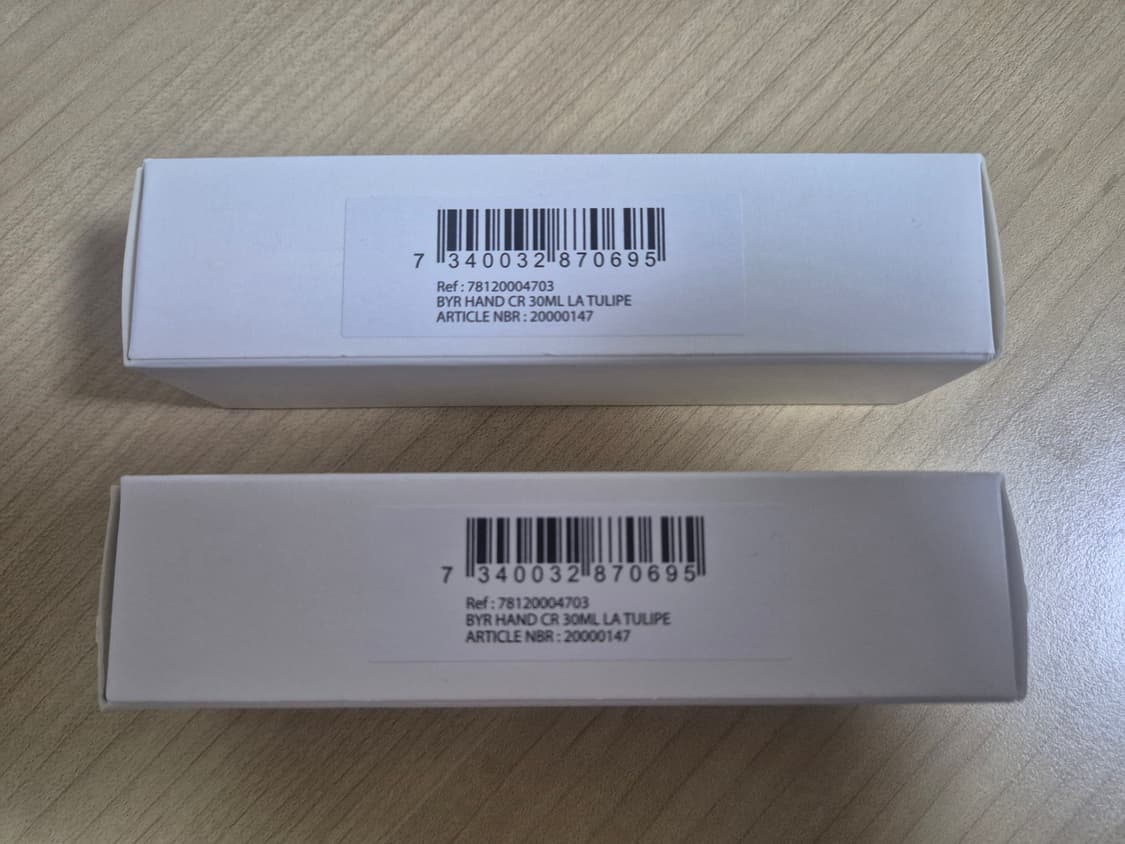 7 340032 870695
Ref : 78120004703
BYR HAND CR 30ML LA TULIPE
ARTICLE NBR : 20000147
7 340032 870695
Ref : 78120004703
BYR HAND CR 30ML LA TULIPE
ARTICLE NBR : 20000147